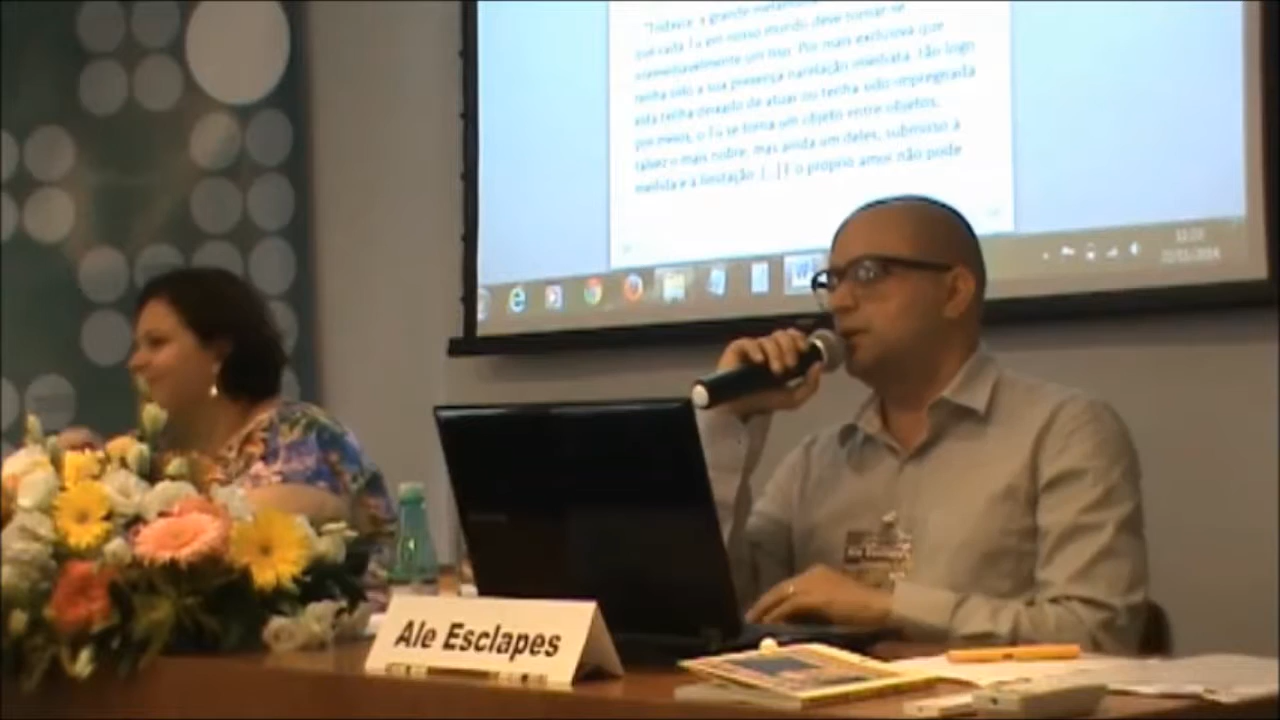 "Todavia, a grande melancolia
que cada Tu em nosso mundo deve tornar-se
irremediavelmente um Isso. Por mais exclusiva que
tenha sido a sua presença na relação imediata, tão logo
esta tenha deixado de atuar ou tenha sido impregnada
por meios, o Tu se torna um objeto entre objetos,
talvez o mais nobre, mas ainda um deles, submisso à
medida e à limitação. [...] o próprio amor não pode
Ale Esclapes